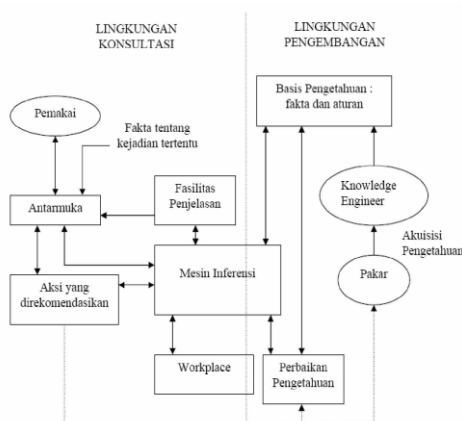 LINGKUNGAN
KONSULTASI
LINGKUNGAN
PENGEMBANGAN
Pemakai
Fakta tentang
kejadian tertentu
Basis Pengetahuan :
fakta dan aturan
Antarmuka
Fasilitas
Penjelasan
Knowledge
Engineer
Akuisisi
Pengetahuan
Aksi yang
direkomendasikan
Mesin Inferensi
Pakar
Workplace
Perbaikan
Pengetahuan